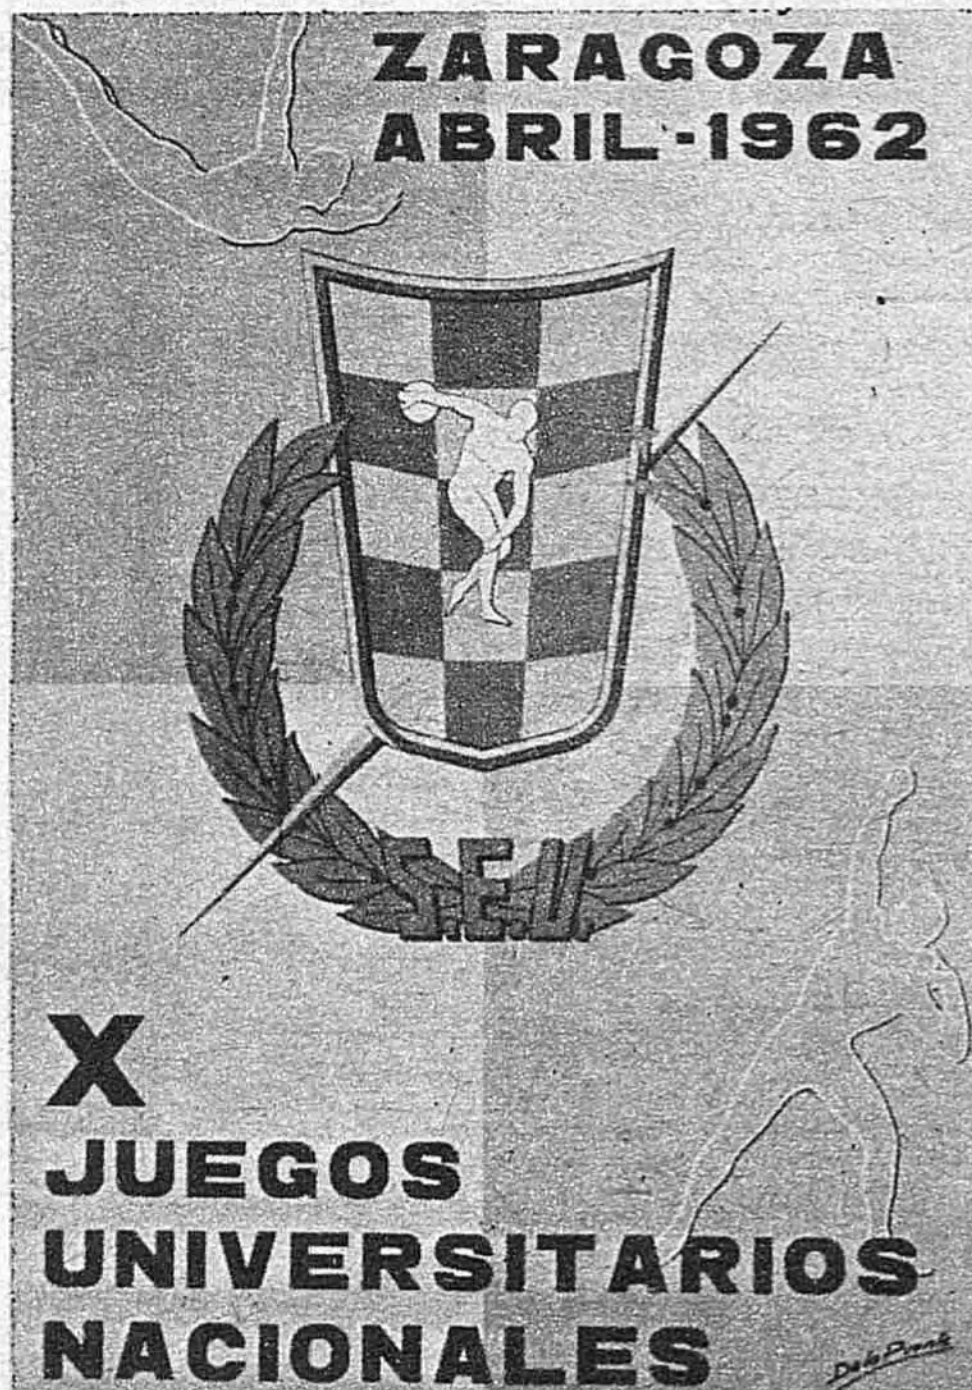 ZARAGOZA
ABRIL-1962
S.E.U.
X
JUEGOS
UNIVERSITARIOS
NACIONALES